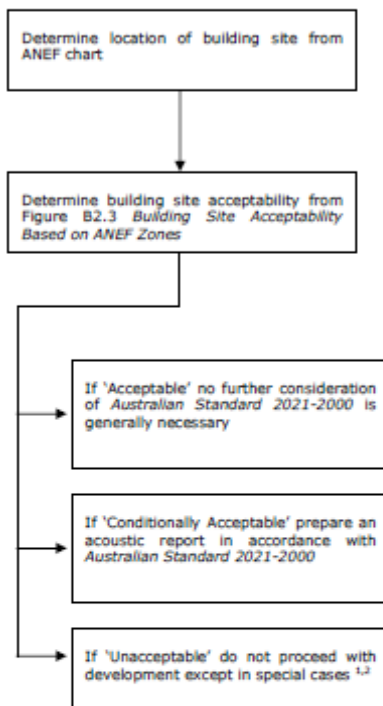 Determine location of building site from
ANEF chart
Determine building site acceptability from
Figure B2.3 Building Site Acceptability
Based on ANEF Zones
If 'Acceptable' no further consideration
of Australian Standard 2021-2000 is
generally necessary
If 'Conditionally Acceptable' prepare an
acoustic report in accordance with
Australian Standard 2021-2000
If 'Unacceptable' do not proceed with
development except in special cases 1,2